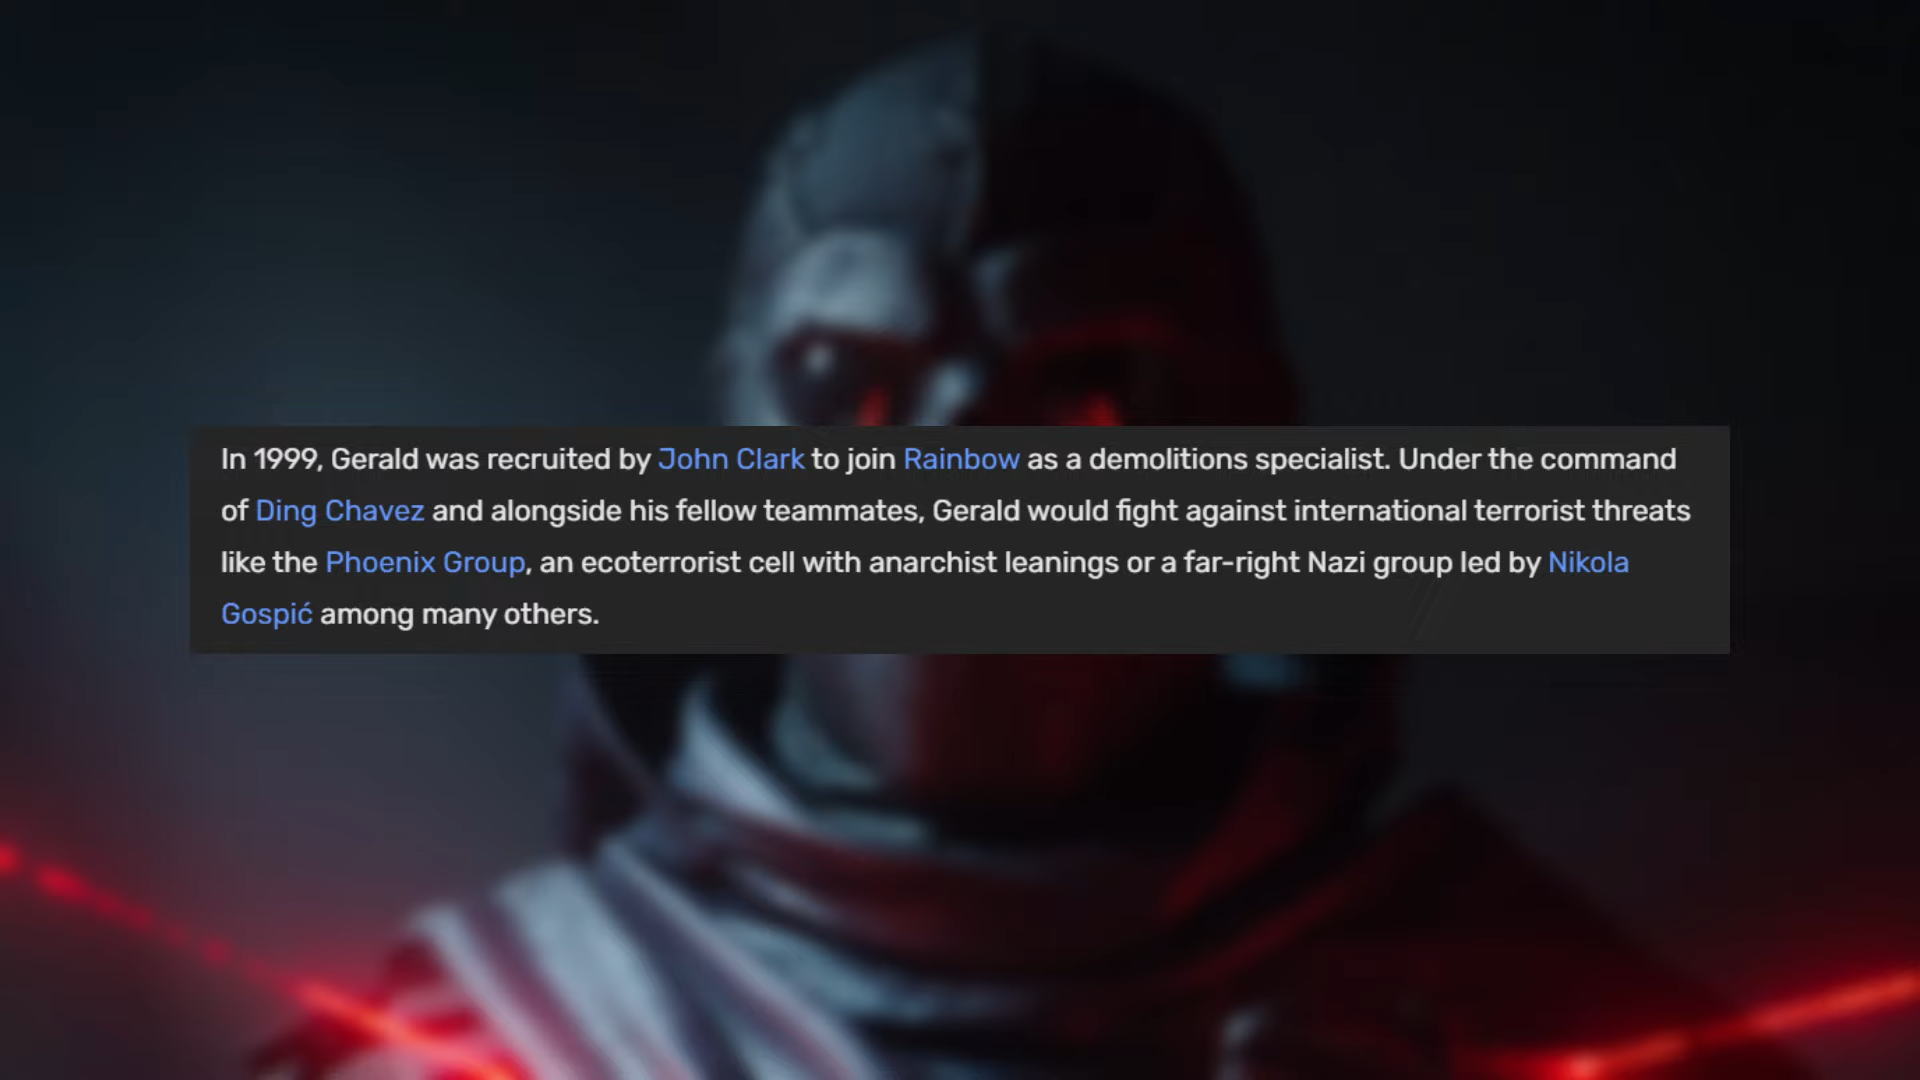 In 1999, Gerald was recruited by John Clark to join Rainbow as a demolitions specialist. Under the command
of Ding Chavez and alongside his fellow teammates, Gerald would fight against international terrorist threats
like the Phoenix Group, an ecoterrorist cell with anarchist leanings or a far-right Nazi group led by Nikola
Gospić among many others.